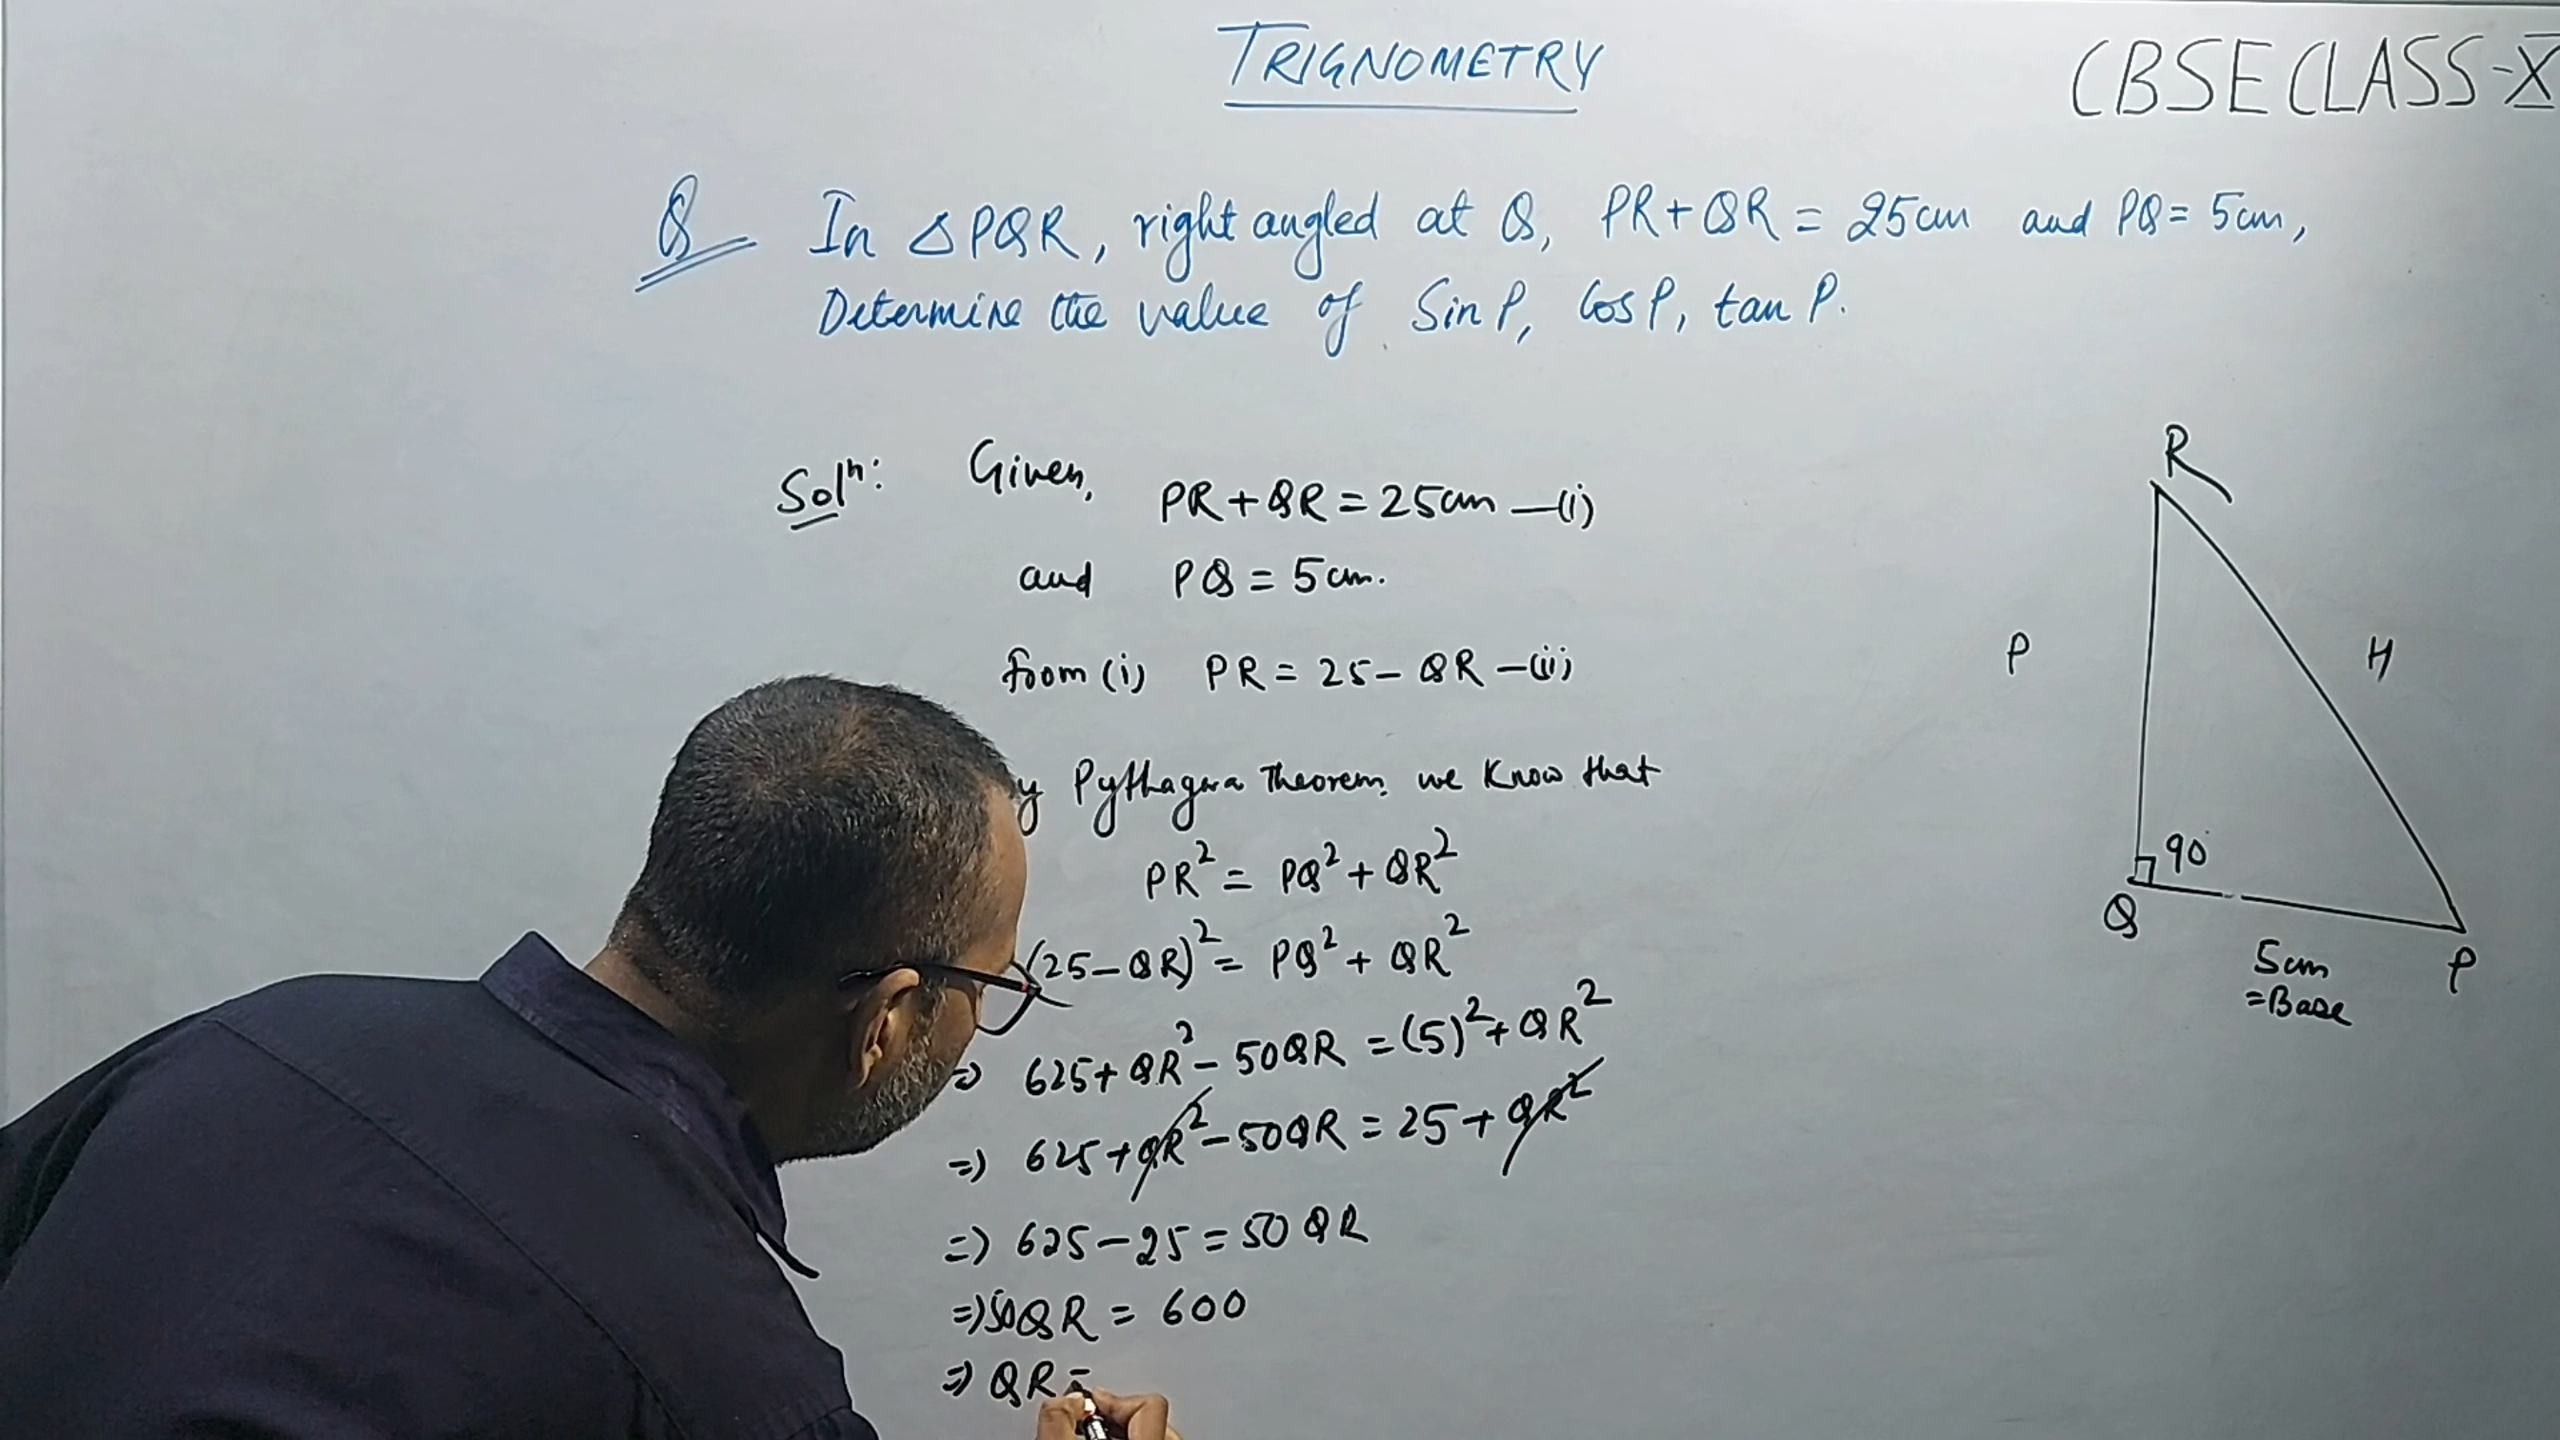 TRIGNOMETRY
CBSE CLASS-X
Q In △PQR, right angled at Q, PR+QR = 25cm and PQ = 5cm,
Determine the value of Sin P, Cos P, tan P.
Solⁿ: Given, PR+QR = 25cm —(i)
and PQ = 5cm.
from (i) PR = 25 - QR —(ii)
y Pythagora Theorem, we Know that
PR² = PQ² + QR²
(25-QR)² = PQ² + QR²
=> 625+QR² - 50QR = (5)² + QR²
=> 625+QR² - 50QR = 25 + QR²
=> 625-25 = 50QR
=> 50QR = 600
=> QR =
R
P
H
90°
Q
5cm
=Base
P